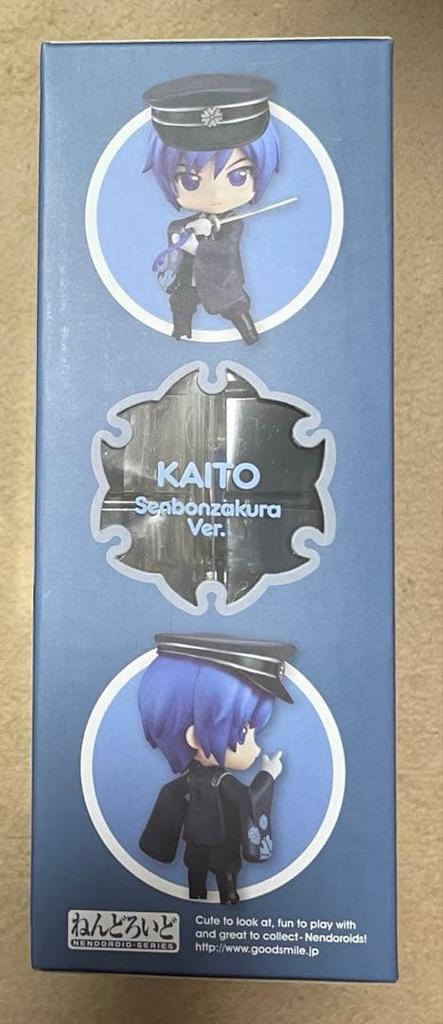 KAITO
Senbonzakura
Ver.
ねんどろいど
NENDOROID-SERIES
Cute to look at, fun to play with
and great to collect- Nendoroids!
http://www.goodsmile.jp